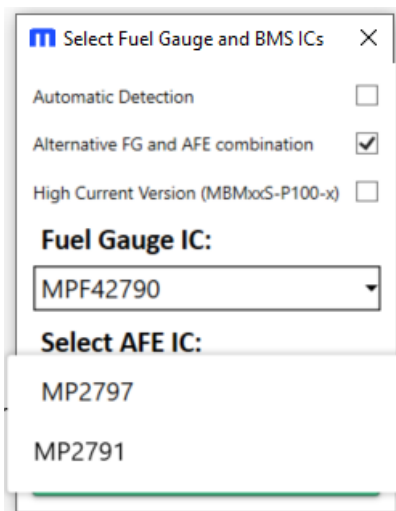 Select Fuel Gauge and BMS ICs
Automatic Detection
Alternative FG and AFE combination
High Current Version (MBMxxS-P100-x)
Fuel Gauge IC:
MPF42790
Select AFE IC:
MP2797
MP2791